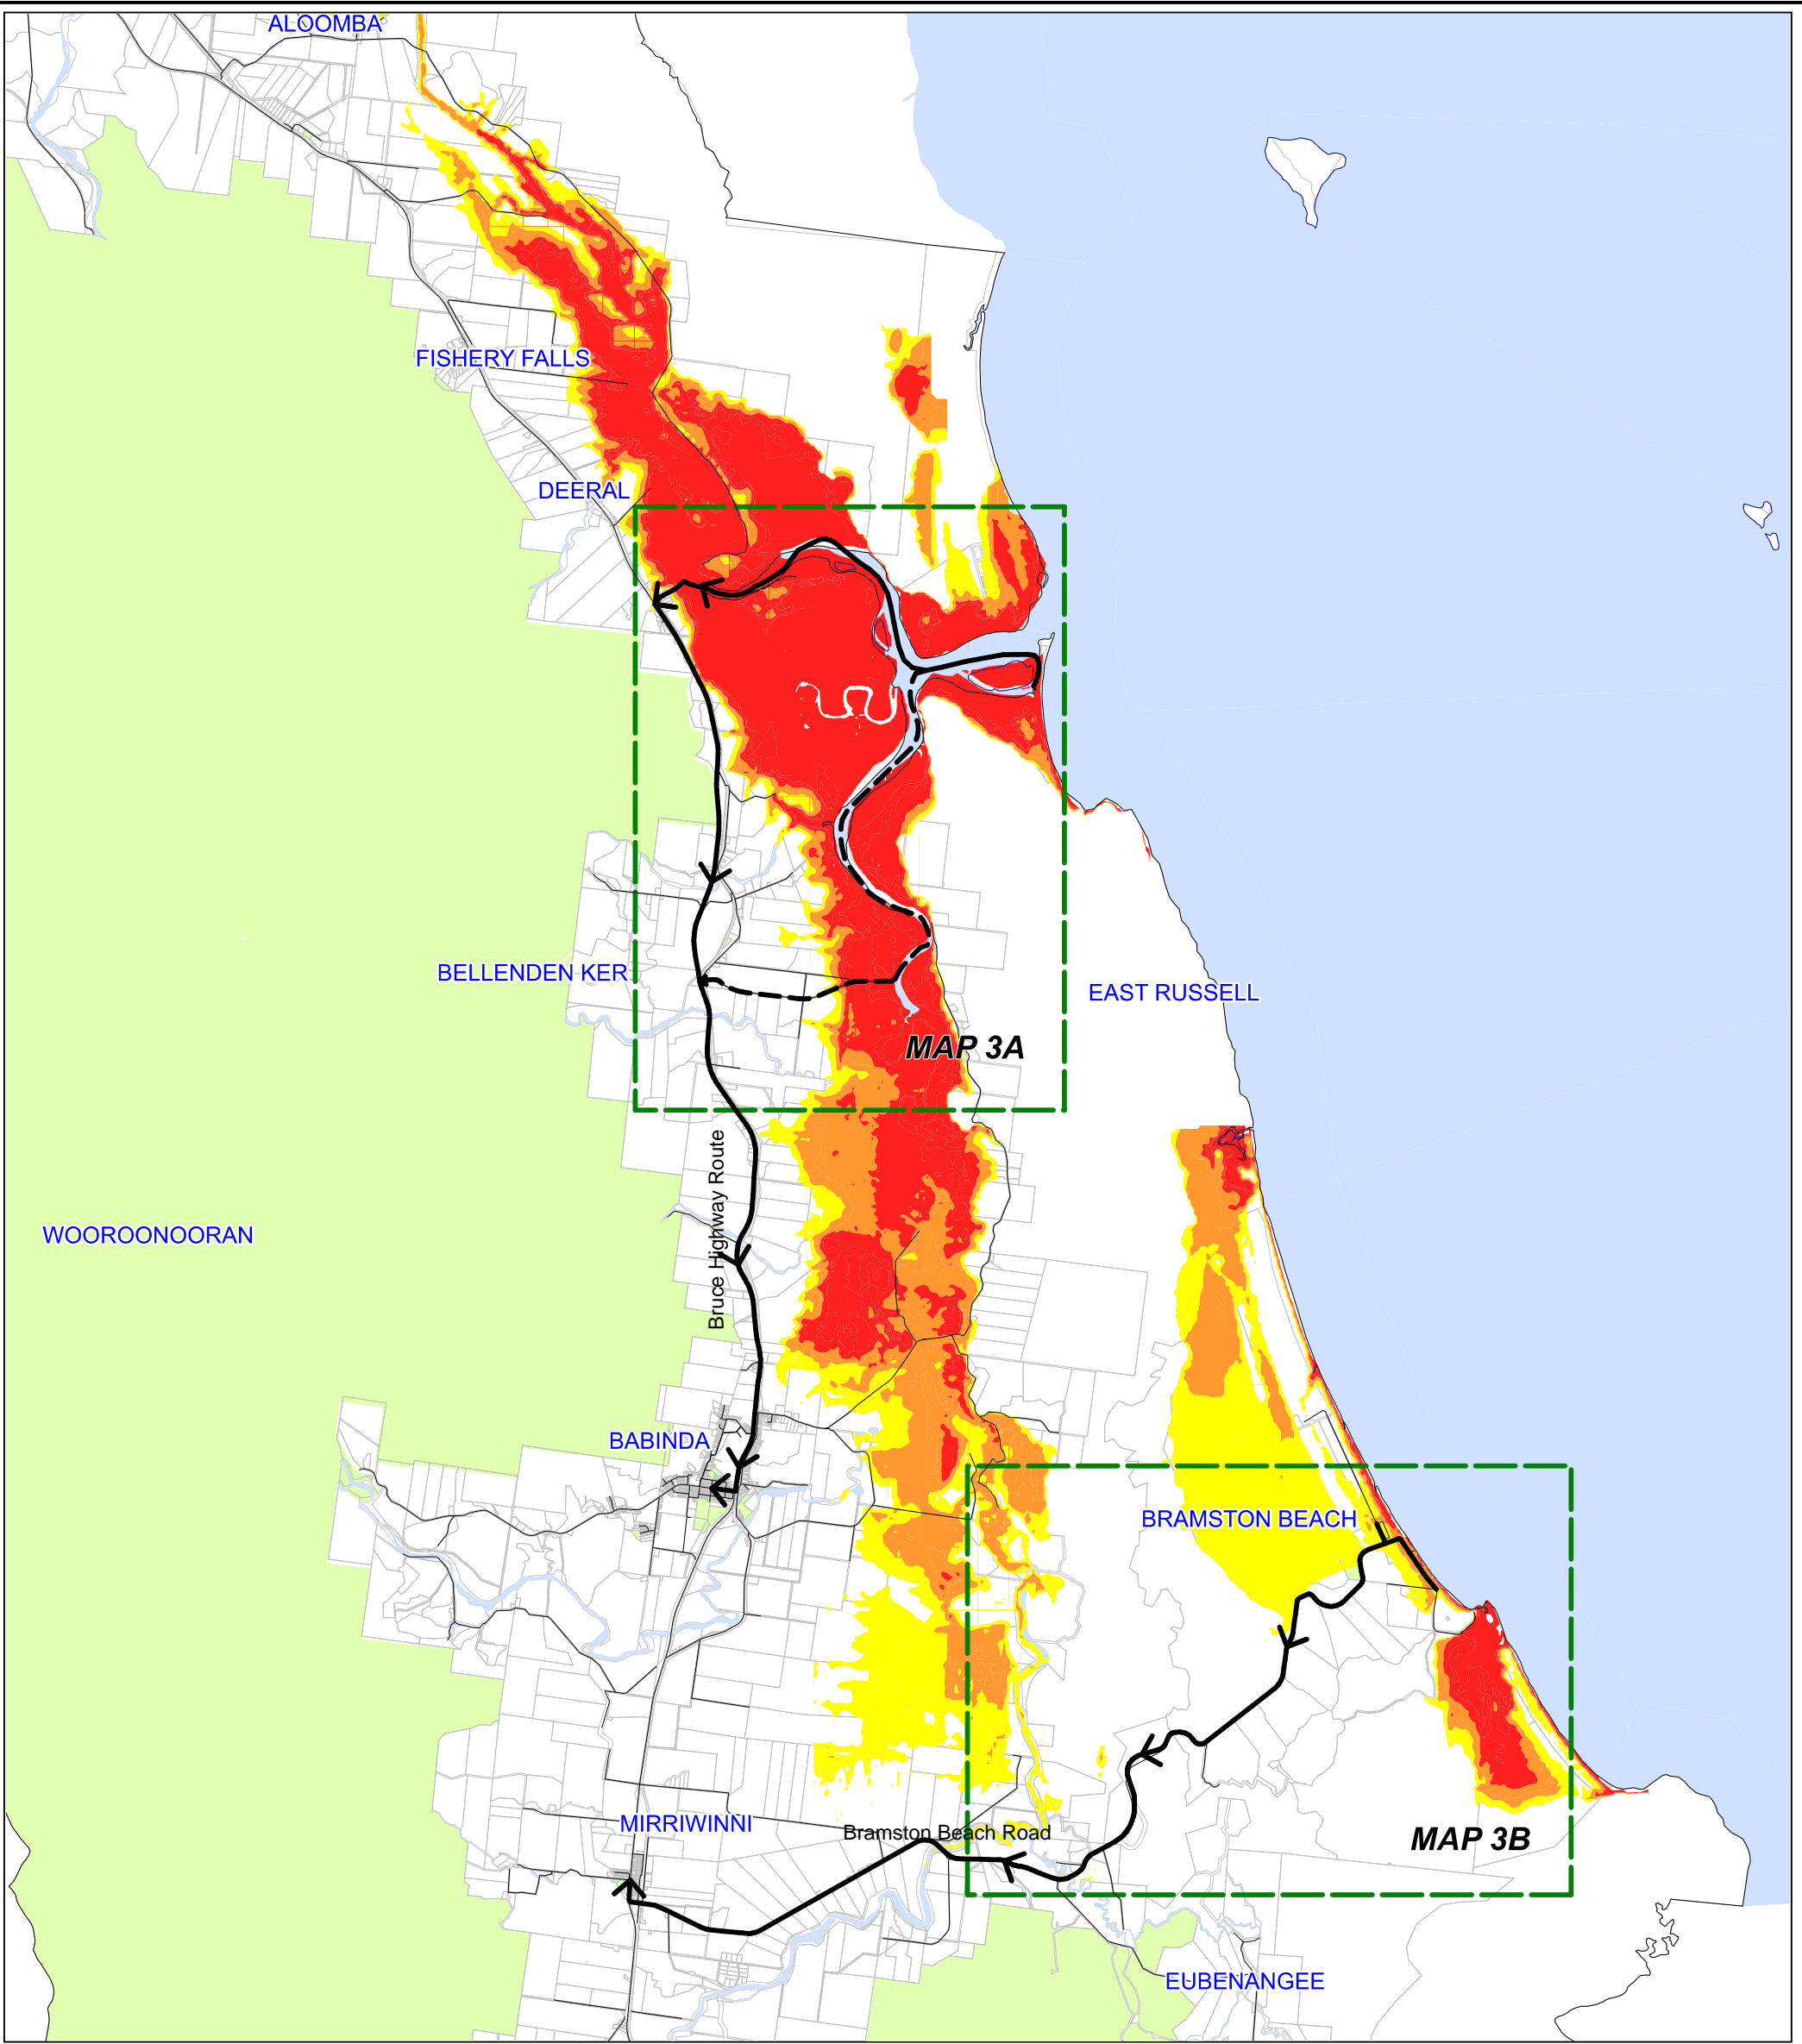 ALOOMBA
FISHERY FALLS
DEERAL
BELLENDEN KER
EAST RUSSELL
MAP 3A
Bruce Highway Route
WOOROONOORAN
BABINDA
BRAMSTON BEACH
MIRRIWINNI
Bramston Beach Road
MAP 3B
EUBENANGEE